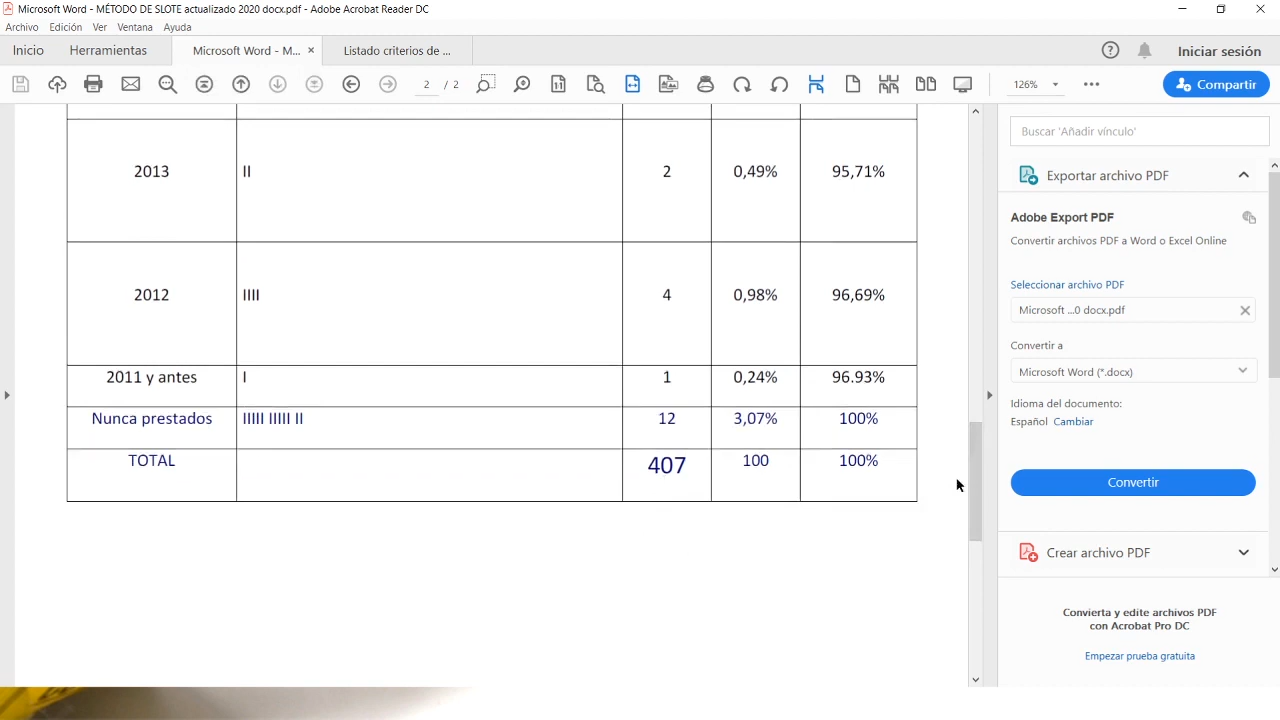 Microsoft Word - MÉTODO DE SLOTE actualizado 2020 docx.pdf - Adobe Acrobat Reader DC
Archivo Edición Ver Ventana Ayuda
Inicio Herramientas Microsoft Word - M... × Listado criterios de ... Iniciar sesión
2 / 2 126% Compartir
2013 II 2 0,49% 95,71%
2012 IIII 4 0,98% 96,69%
2011 y antes I 1 0,24% 96.93%
Nunca prestados IIIII IIIII II 12 3,07% 100%
TOTAL 407 100 100%
Buscar 'Añadir vínculo'
Exportar archivo PDF
Adobe Export PDF
Convertir archivos PDF a Word o Excel Online
Seleccionar archivo PDF
Microsoft ...0 docx.pdf
Convertir a
Microsoft Word (*.docx)
Idioma del documento:
Español Cambiar
Convertir
Crear archivo PDF
Convierta y edite archivos PDF
con Acrobat Pro DC
Empezar prueba gratuita